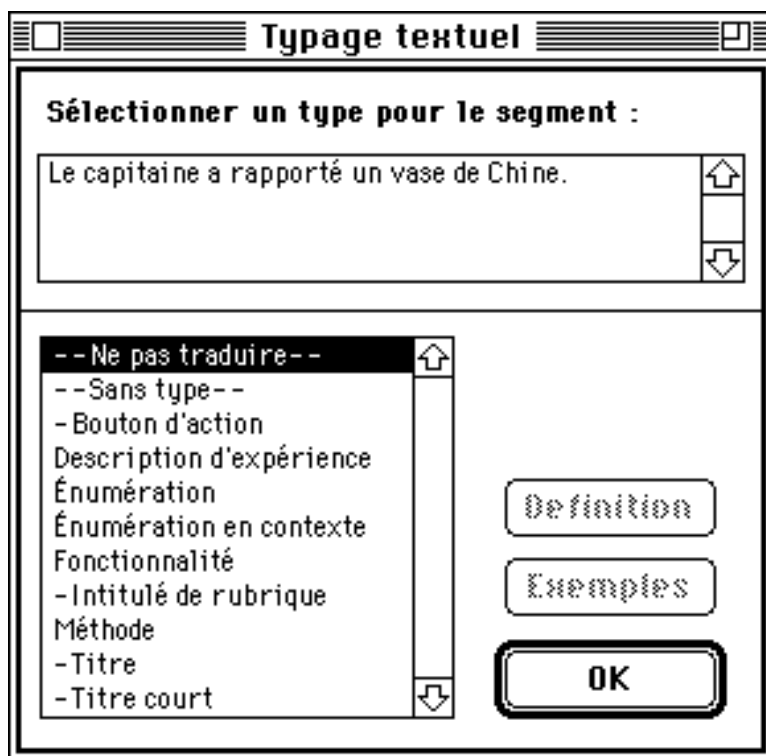 Typage textuel
Sélectionner un type pour le segment :
Le capitaine a rapporté un vase de Chine.
--Ne pas traduire--
--Sans type--
-Bouton d'action
Description d'expérience
Énumération
Énumération en contexte
Fonctionnalité
-Intitulé de rubrique
Méthode
-Titre
-Titre court
Definition
Exemples
OK